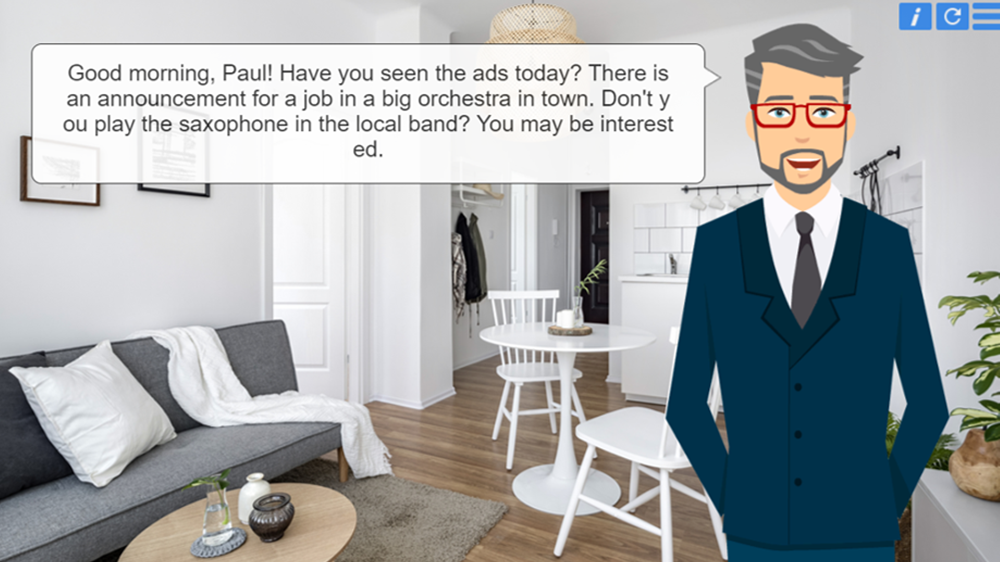 Good morning, Paul! Have you seen the ads today? There is
an announcement for a job in a big orchestra in town. Don't y
ou play the saxophone in the local band? You may be interest
ed.